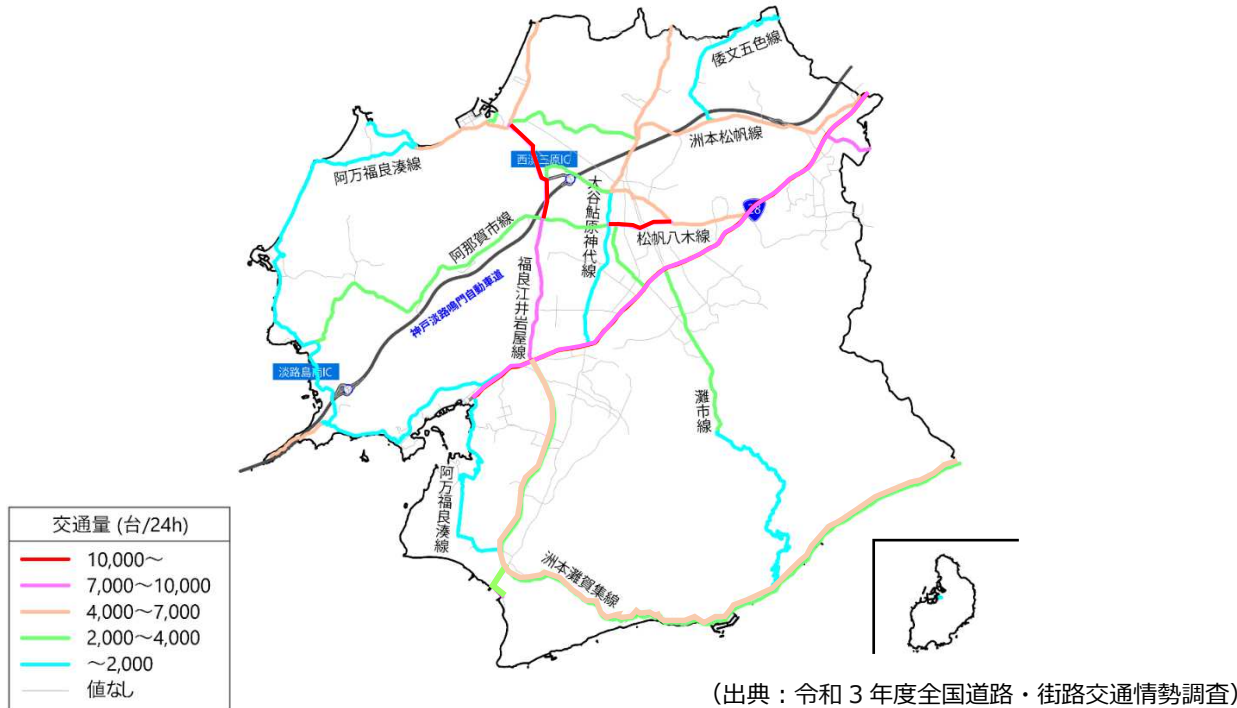 倭文五色線
洲本松帆線
西淡三原IC
阿万福良湊線
大谷鮎原神代線
28
松帆八木線
阿那賀市線
福良江井岩屋線
神戸淡路鳴門自動車道
淡路島南IC
灘市線
阿万福良湊線
洲本灘賀集線
交通量 (台/24h)
10,000～
7,000～10,000
4,000～7,000
2,000～4,000
～2,000
値なし
（出典：令和 3 年度全国道路・街路交通情勢調査）